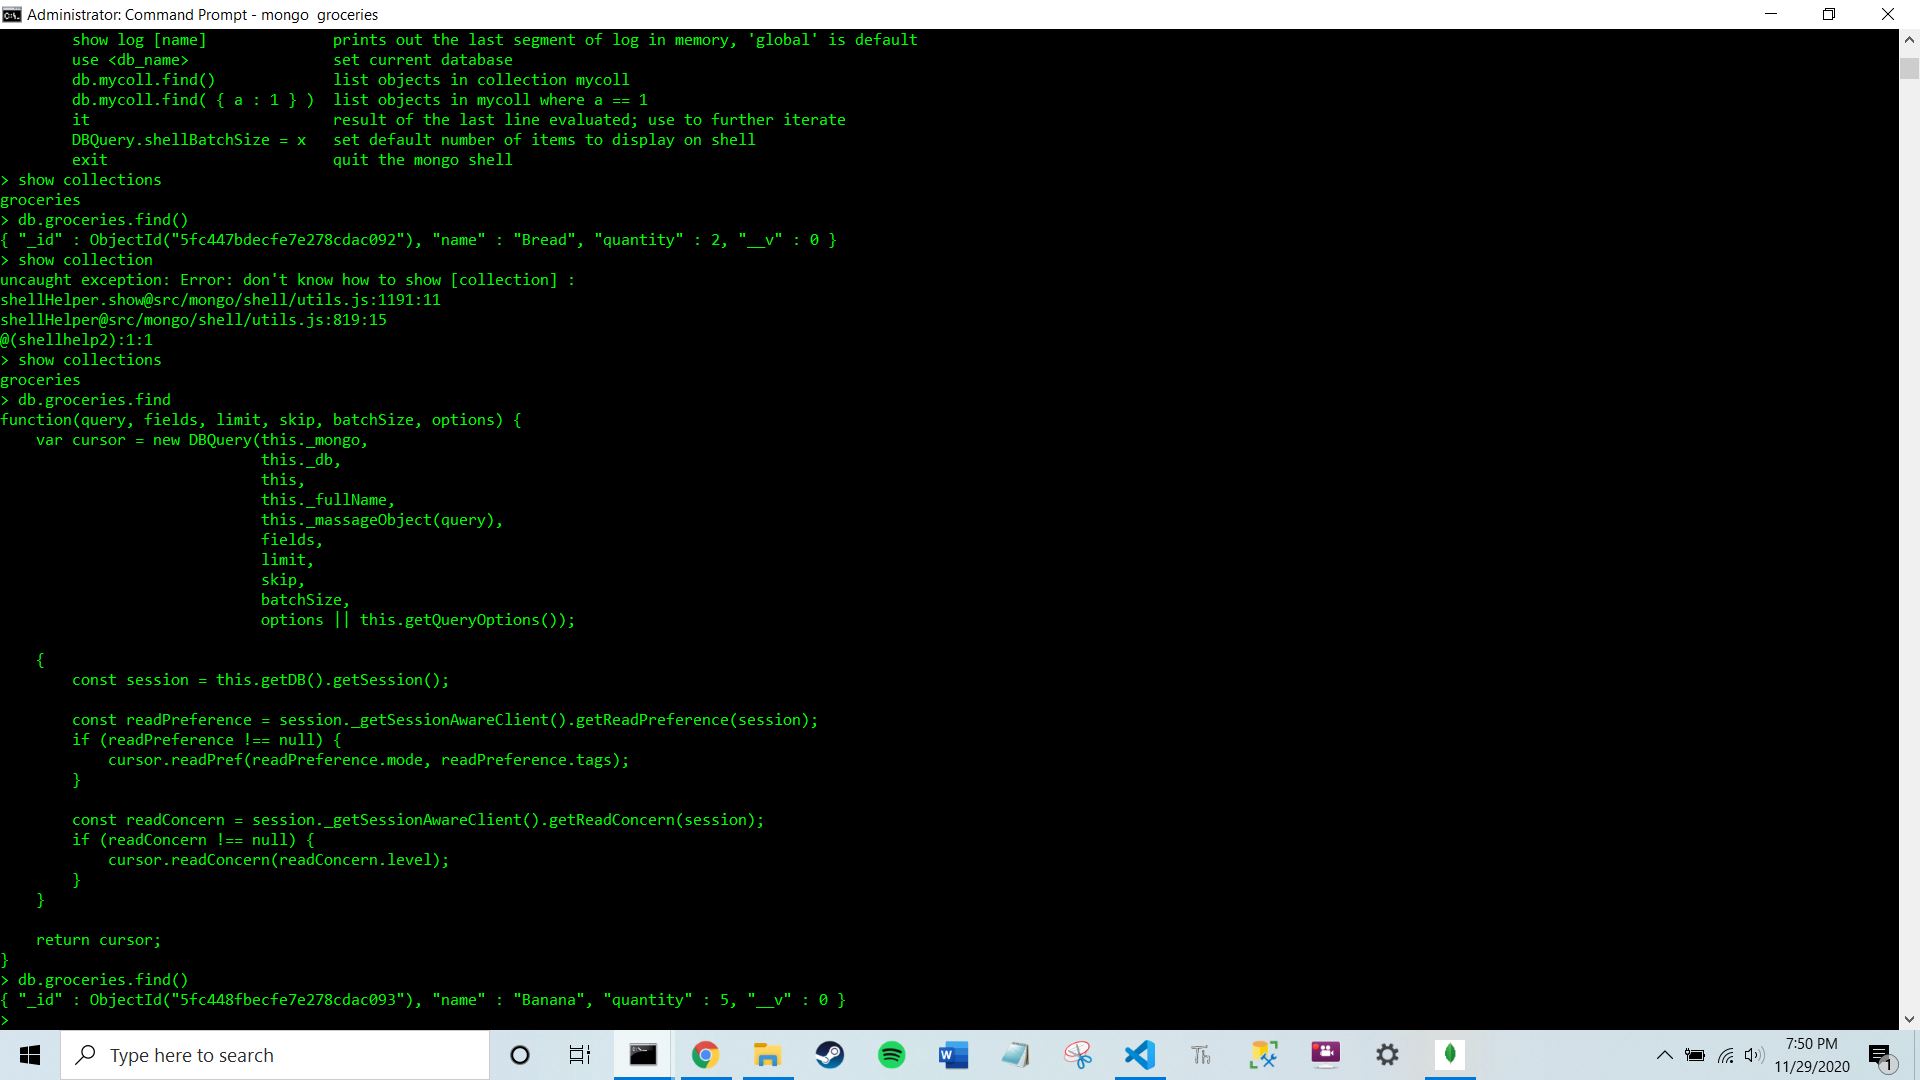 Administrator: Command Prompt - mongo  groceries
        show log [name]              prints out the last segment of log in memory, 'global' is default
        use <db_name>                set current database
        db.mycoll.find()             list objects in collection mycoll
        db.mycoll.find( { a : 1 } )  list objects in mycoll where a == 1
        it                           result of the last line evaluated; use to further iterate
        DBQuery.shellBatchSize = x   set default number of items to display on shell
        exit                         quit the mongo shell
> show collections
groceries
> db.groceries.find()
{ "_id" : ObjectId("5fc447bdecfe7e278cdac092"), "name" : "Bread", "quantity" : 2, "__v" : 0 }
> show collection
uncaught exception: Error: don't know how to show [collection] :
shellHelper.show@src/mongo/shell/utils.js:1191:11
shellHelper@src/mongo/shell/utils.js:819:15
@(shellhelp2):1:1
> show collections
groceries
> db.groceries.find
function(query, fields, limit, skip, batchSize, options) {
    var cursor = new DBQuery(this._mongo,
                             this._db,
                             this,
                             this._fullName,
                             this._massageObject(query),
                             fields,
                             limit,
                             skip,
                             batchSize,
                             options || this.getQueryOptions());
    {
        const session = this.getDB().getSession();
        const readPreference = session._getSessionAwareClient().getReadPreference(session);
        if (readPreference !== null) {
            cursor.readPref(readPreference.mode, readPreference.tags);
        }
        const readConcern = session._getSessionAwareClient().getReadConcern(session);
        if (readConcern !== null) {
            cursor.readConcern(readConcern.level);
        }
    }
    return cursor;
}
> db.groceries.find()
{ "_id" : ObjectId("5fc448fbecfe7e278cdac093"), "name" : "Banana", "quantity" : 5, "__v" : 0 }
>
Type here to search
W
Th
7:50 PM
11/29/2020
1